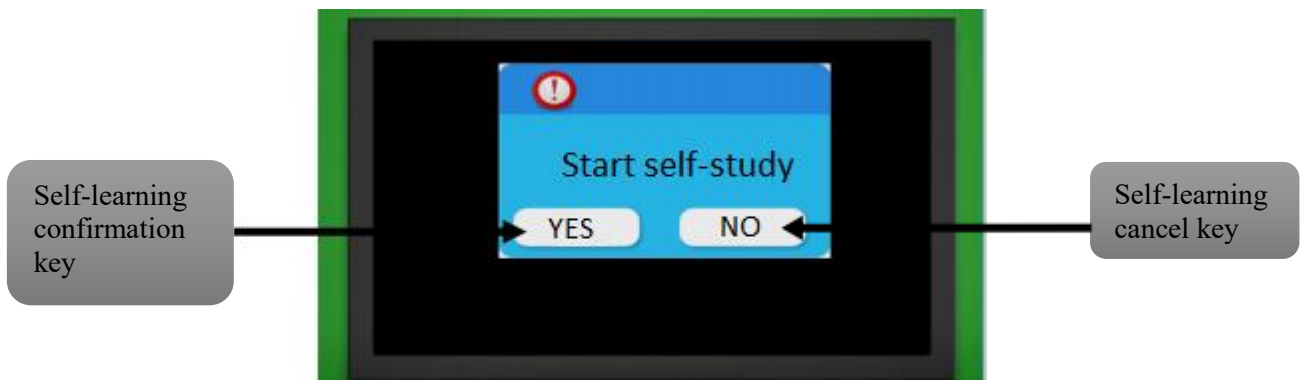 !
Start self-study
YES
NO
Self-learning
confirmation
key
Self-learning
cancel key